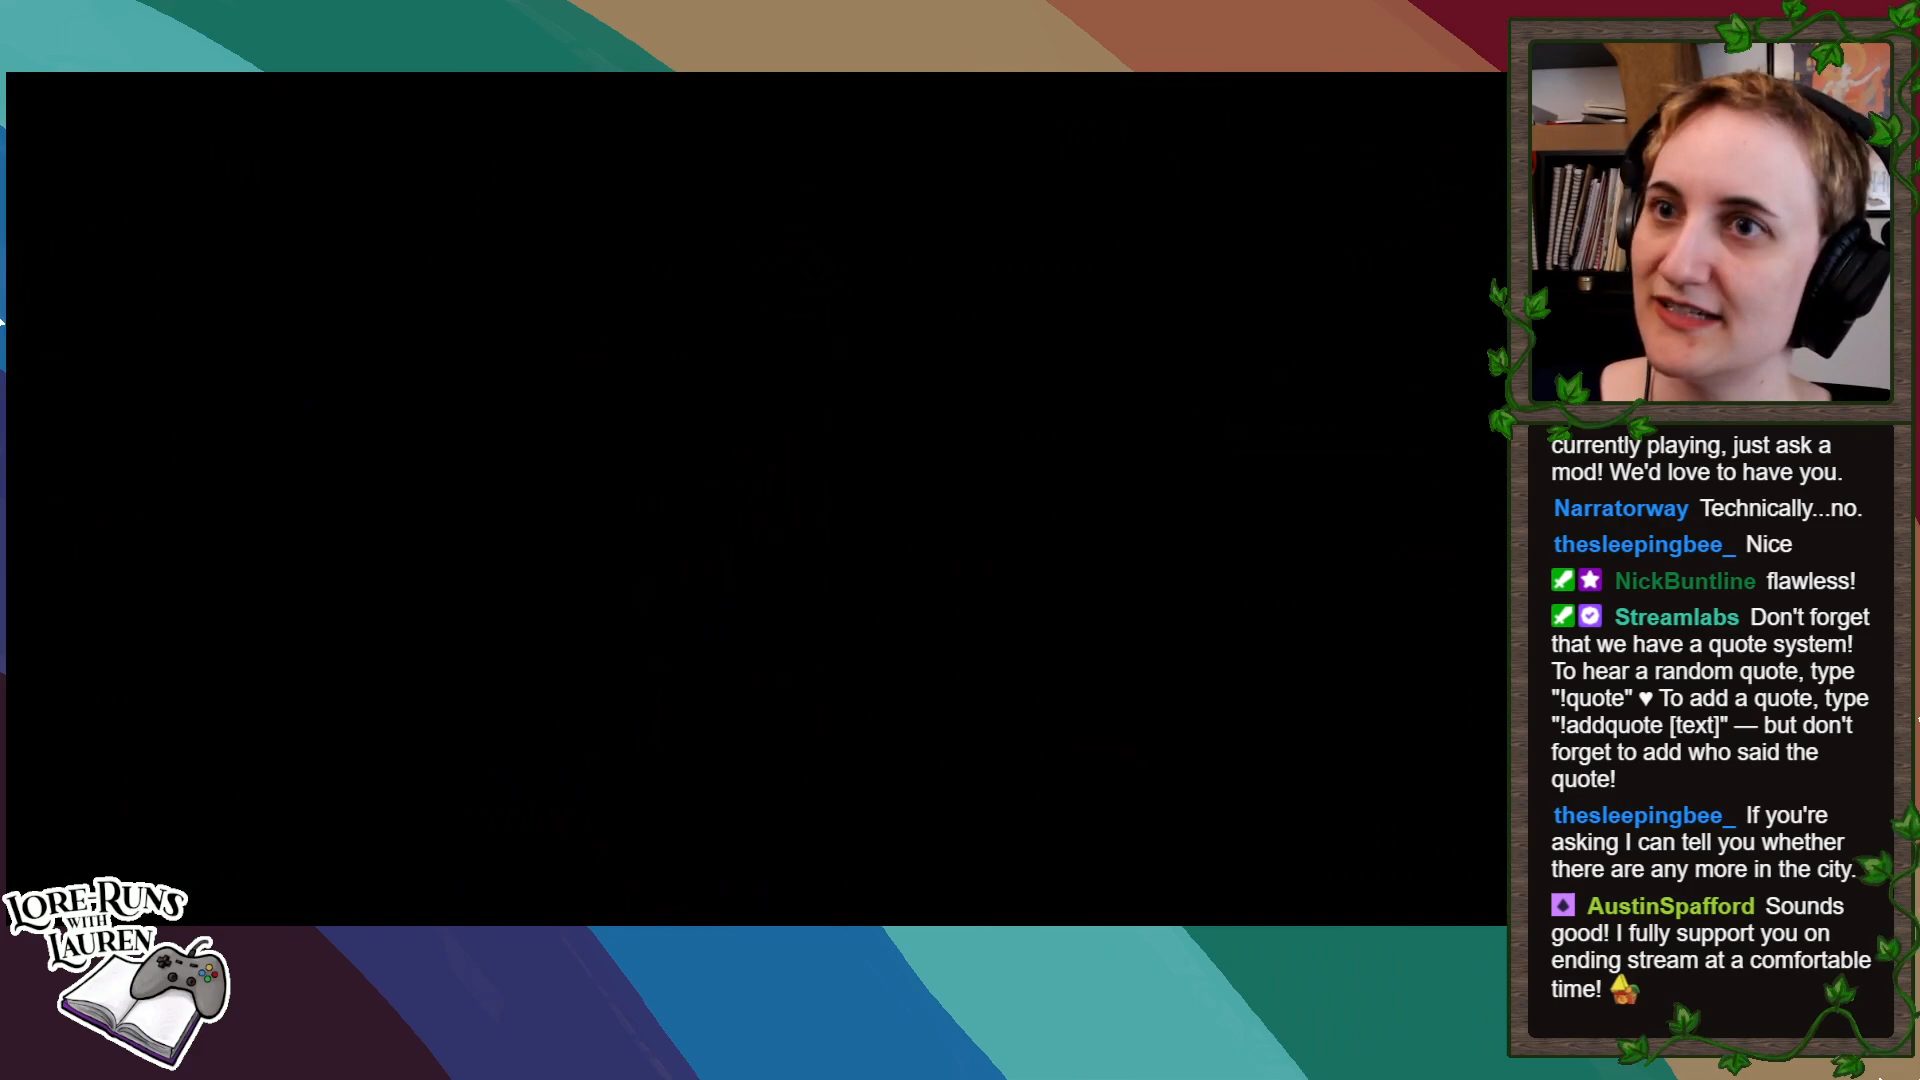 currently playing, just ask a
mod! We'd love to have you.
Narratorway Technically...no.
thesleepingbee_ Nice
NickBuntline flawless!
Streamlabs Don't forget
that we have a quote system!
To hear a random quote, type
"!quote" ♥ To add a quote, type
"!addquote [text]" — but don't
forget to add who said the
quote!
thesleepingbee_ If you're
asking I can tell you whether
there are any more in the city.
AustinSpafford Sounds
good! I fully support you on
ending stream at a comfortable
time!
LORE-RUNS
WITH
LAUREN